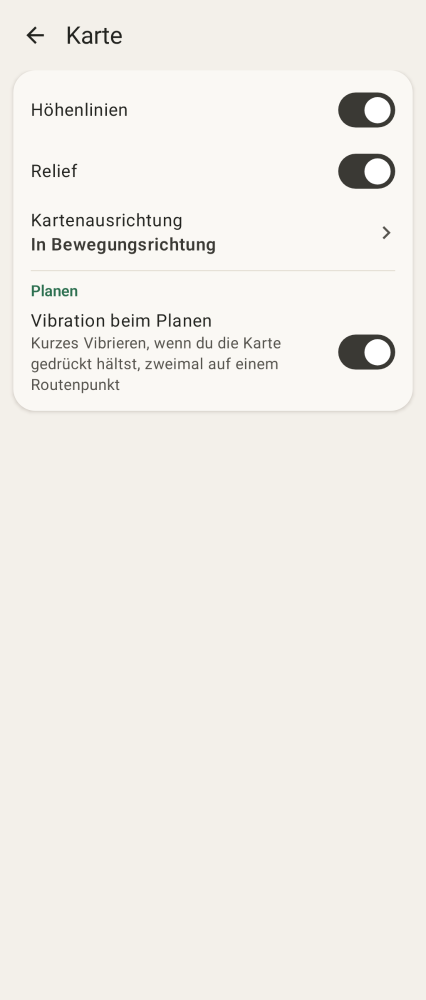 Karte
Höhenlinien
Relief
Kartenausrichtung
In Bewegungsrichtung
Planen
Vibration beim Planen
Kurzes Vibrieren, wenn du die Karte
gedrückt hältst, zweimal auf einem
Routenpunkt